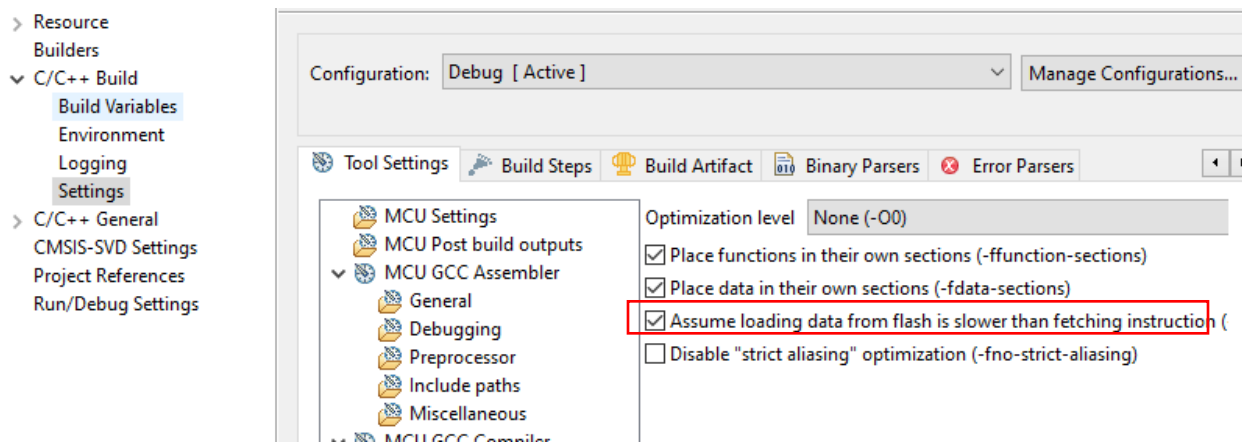 Resource
Builders
C/C++ Build
Build Variables
Environment
Logging
Settings
C/C++ General
CMSIS-SVD Settings
Project References
Run/Debug Settings
Configuration: Debug [ Active ] Manage Configurations...
Tool Settings Build Steps Build Artifact Binary Parsers Error Parsers
MCU Settings
MCU Post build outputs
MCU GCC Assembler
General
Debugging
Preprocessor
Include paths
Miscellaneous
MCU GCC Compiler
Optimization level None (-O0)
Place functions in their own sections (-ffunction-sections)
Place data in their own sections (-fdata-sections)
Assume loading data from flash is slower than fetching instruction (
Disable "strict aliasing" optimization (-fno-strict-aliasing)